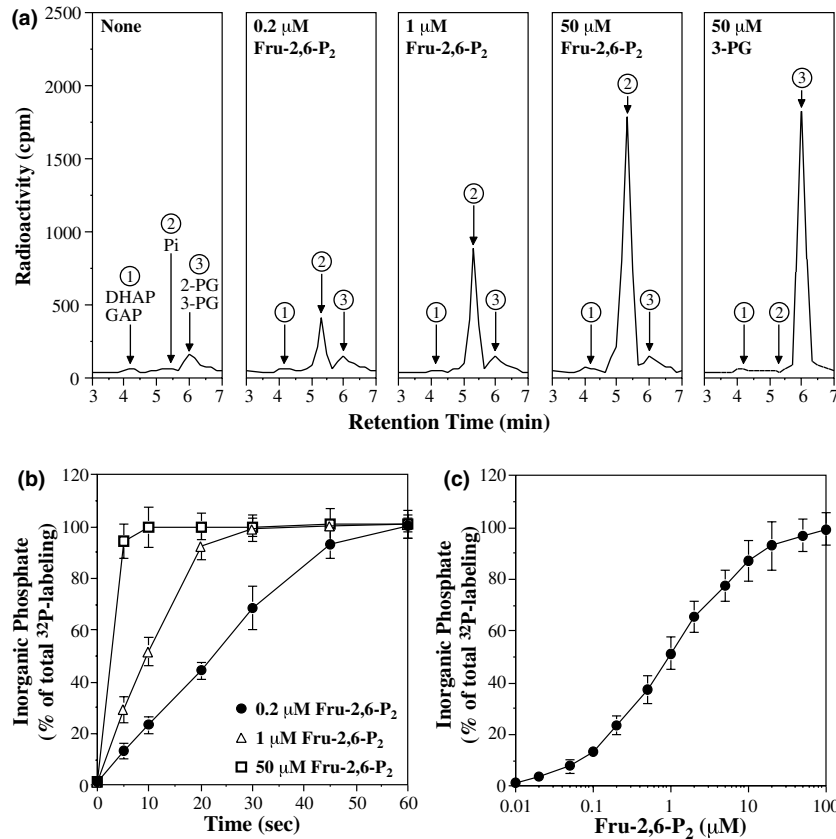 (a)
None
0.2 µM
Fru-2,6-P2
1 µM
Fru-2,6-P2
50 µM
Fru-2,6-P2
50 µM
3-PG
Radioactivity (cpm)
2500
2000
1500
1000
500
0
① DHAP GAP
② Pi
③ 2-PG 3-PG
① ② ③
① ② ③
① ② ③
① ② ③
3 4 5 6 7
3 4 5 6 7
3 4 5 6 7
3 4 5 6 7
3 4 5 6 7
Retention Time (min)
(b)
Inorganic Phosphate
(% of total 32P-labeling)
120
100
80
60
40
20
0
0.2 µM Fru-2,6-P2
1 µM Fru-2,6-P2
50 µM Fru-2,6-P2
0 10 20 30 40 50 60
Time (sec)
(c)
Inorganic Phosphate
(% of total 32P-labeling)
120
100
80
60
40
20
0
0.01 0.1 1 10 100
Fru-2,6-P2 (µM)